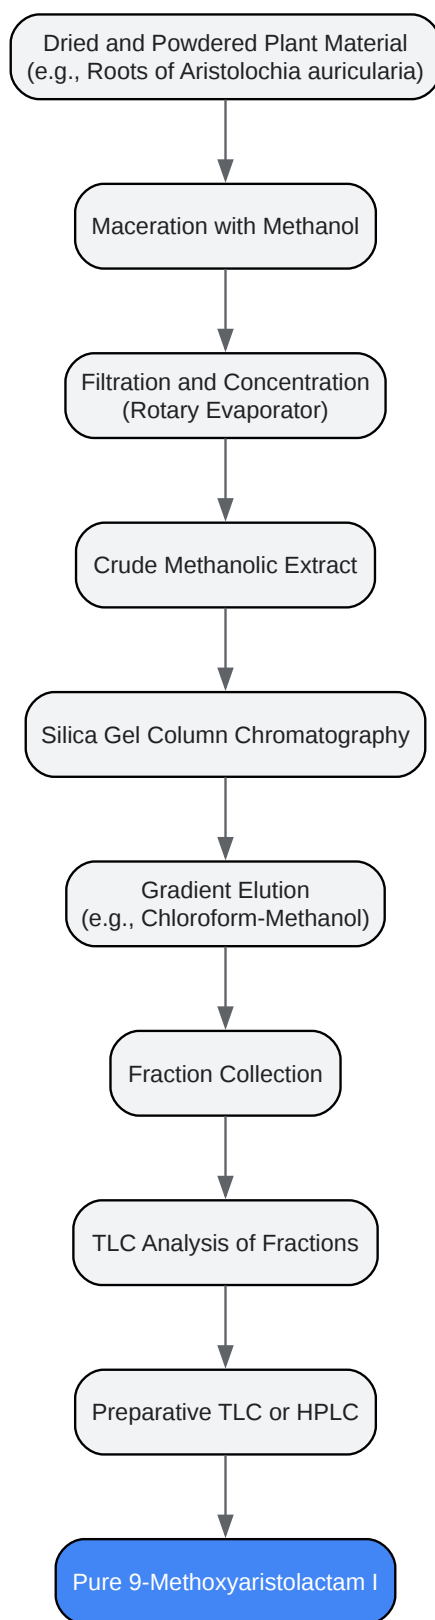 Dried and Powdered Plant Material
(e.g., Roots of Aristolochia auricularia)
Maceration with Methanol
Filtration and Concentration
(Rotary Evaporator)
Crude Methanolic Extract
Silica Gel Column Chromatography
Gradient Elution
(e.g., Chloroform-Methanol)
Fraction Collection
TLC Analysis of Fractions
Preparative TLC or HPLC
Pure 9-Methoxyaristolactam I